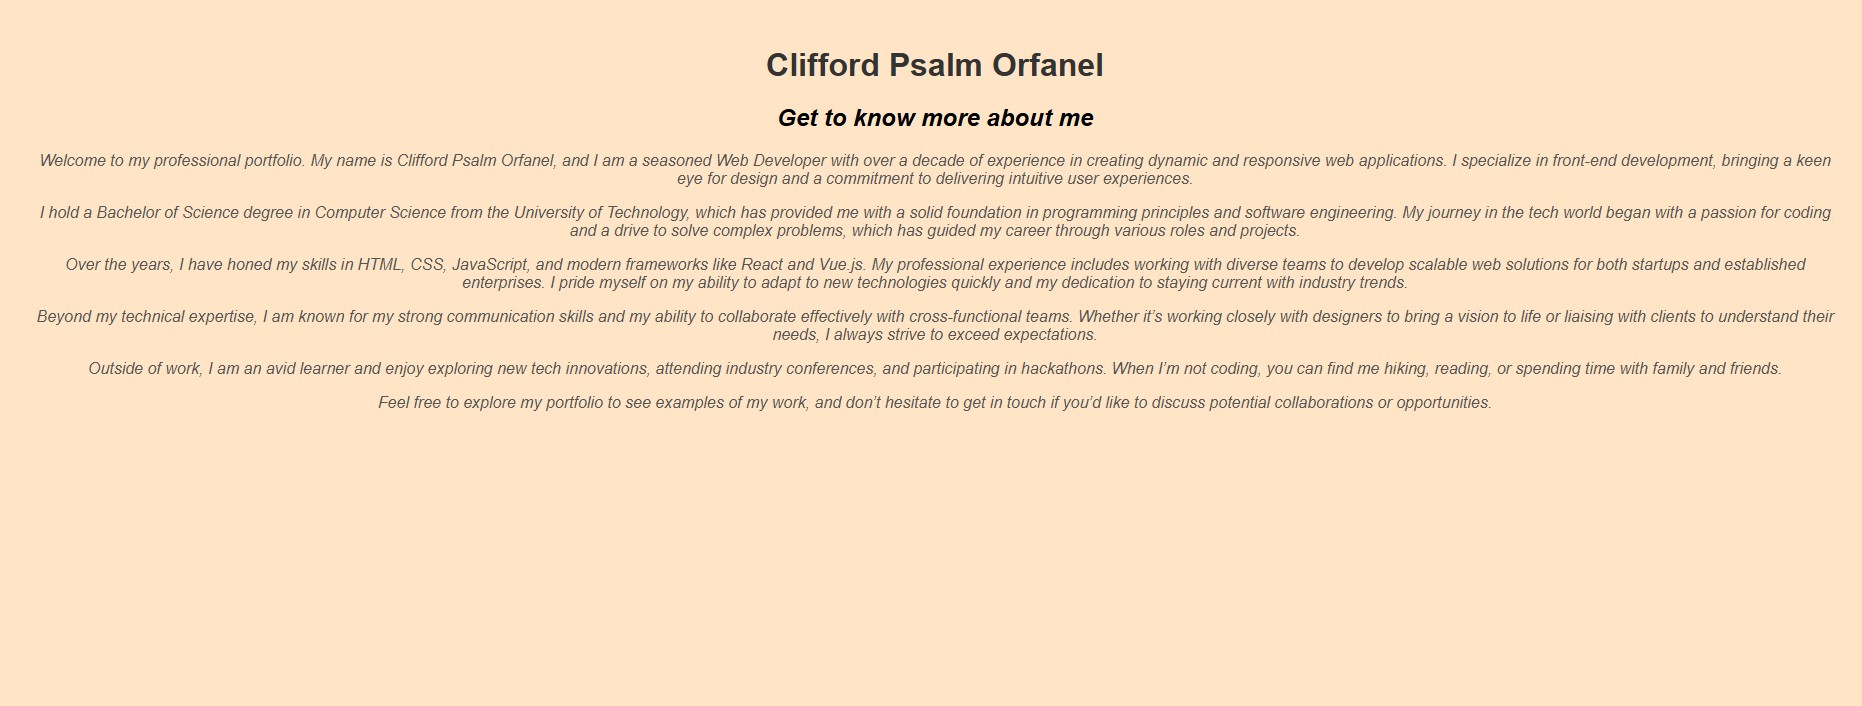 Clifford Psalm Orfanel
Get to know more about me
Welcome to my professional portfolio. My name is Clifford Psalm Orfanel, and I am a seasoned Web Developer with over a decade of experience in creating dynamic and responsive web applications. I specialize in front-end development, bringing a keen
eye for design and a commitment to delivering intuitive user experiences.
I hold a Bachelor of Science degree in Computer Science from the University of Technology, which has provided me with a solid foundation in programming principles and software engineering. My journey in the tech world began with a passion for coding
and a drive to solve complex problems, which has guided my career through various roles and projects.
Over the years, I have honed my skills in HTML, CSS, JavaScript, and modern frameworks like React and Vue.js. My professional experience includes working with diverse teams to develop scalable web solutions for both startups and established
enterprises. I pride myself on my ability to adapt to new technologies quickly and my dedication to staying current with industry trends.
Beyond my technical expertise, I am known for my strong communication skills and my ability to collaborate effectively with cross-functional teams. Whether it’s working closely with designers to bring a vision to life or liaising with clients to understand their
needs, I always strive to exceed expectations.
Outside of work, I am an avid learner and enjoy exploring new tech innovations, attending industry conferences, and participating in hackathons. When I’m not coding, you can find me hiking, reading, or spending time with family and friends.
Feel free to explore my portfolio to see examples of my work, and don’t hesitate to get in touch if you’d like to discuss potential collaborations or opportunities.